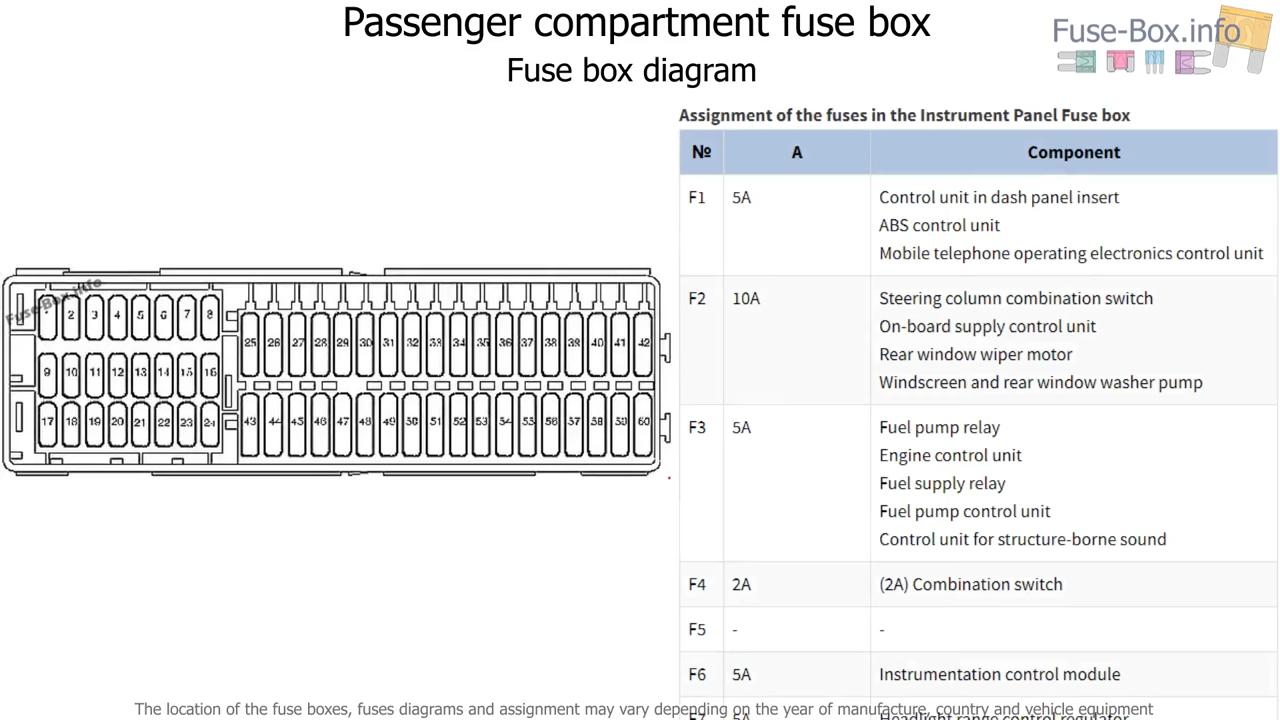 Passenger compartment fuse box
Fuse box diagram
Fuse-Box.info
Assignment of the fuses in the Instrument Panel Fuse box
№ A Component
F1 5A Control unit in dash panel insert
ABS control unit
Mobile telephone operating electronics control unit
F2 10A Steering column combination switch
On-board supply control unit
Rear window wiper motor
Windscreen and rear window washer pump
F3 5A Fuel pump relay
Engine control unit
Fuel supply relay
Fuel pump control unit
Control unit for structure-borne sound
F4 2A (2A) Combination switch
F5 - -
F6 5A Instrumentation control module
F7 5A Headlight range control regulator
Fuse-Box.info
1 2 3 4 5 6 7 8
25 26 27 28 29 30 31 32 33 34 35 36 37 38 39 40 41 42
9 10 11 12 13 14 15 16
17 18 19 20 21 22 23 24
43 44 45 46 47 48 49 50 51 52 53 54 55 56 57 58 59 60
The location of the fuse boxes, fuses diagrams and assignment may vary depending on the year of manufacture, country and vehicle equipment